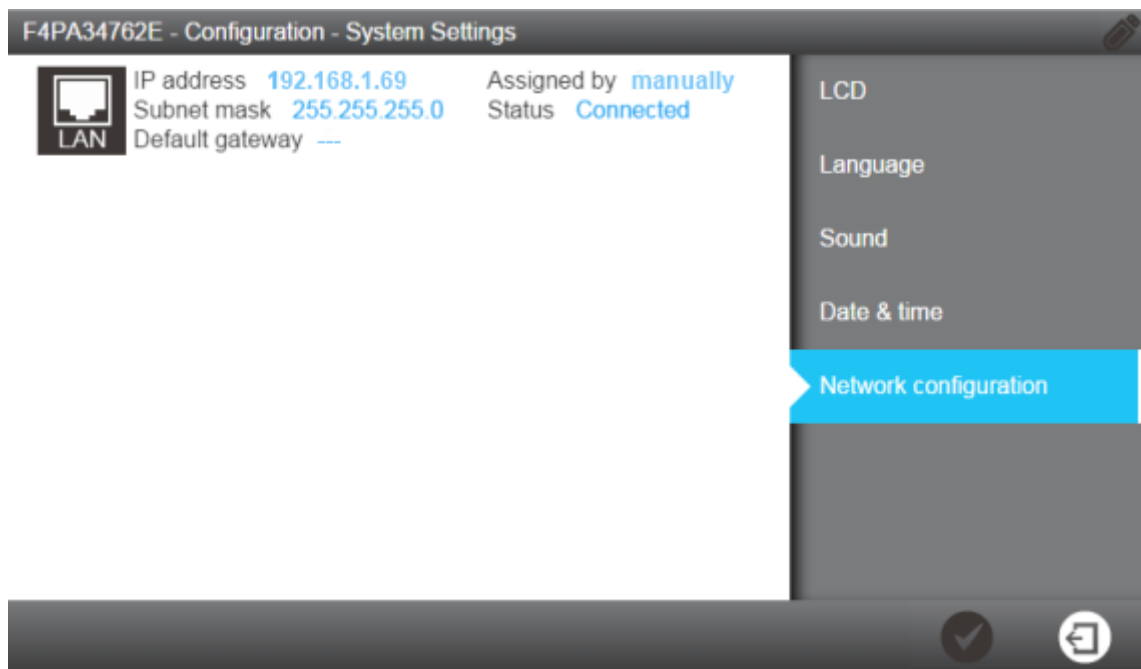 F4PA34762E - Configuration - System Settings
IP address 192.168.1.69 Assigned by manually
Subnet mask 255.255.255.0 Status Connected
Default gateway ---
LAN
LCD
Language
Sound
Date & time
Network configuration